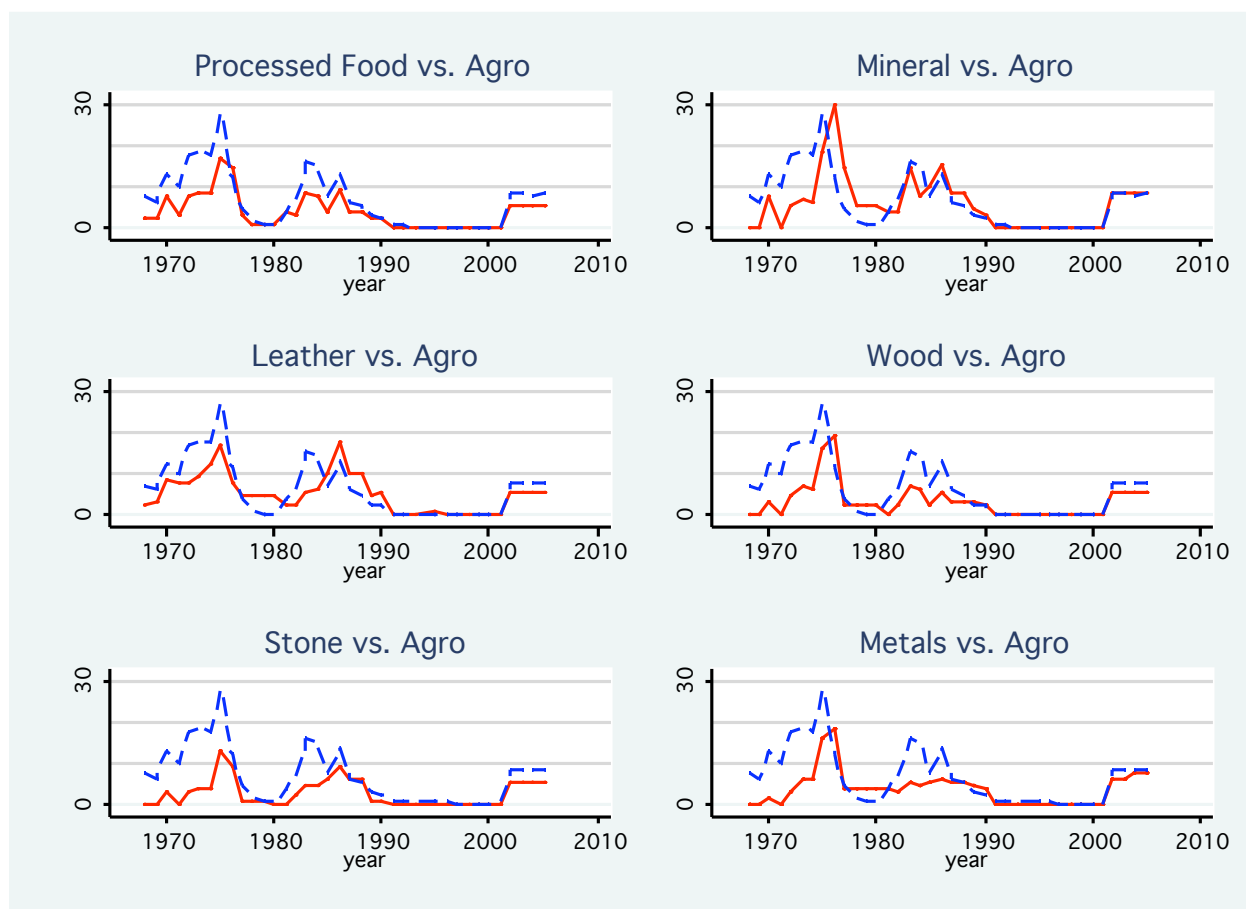 Processed Food vs. Agro
30
0
1970 1980 1990 2000 2010
year
Mineral vs. Agro
30
0
1970 1980 1990 2000 2010
year
Leather vs. Agro
30
0
1970 1980 1990 2000 2010
year
Wood vs. Agro
30
0
1970 1980 1990 2000 2010
year
Stone vs. Agro
30
0
1970 1980 1990 2000 2010
year
Metals vs. Agro
30
0
1970 1980 1990 2000 2010
year